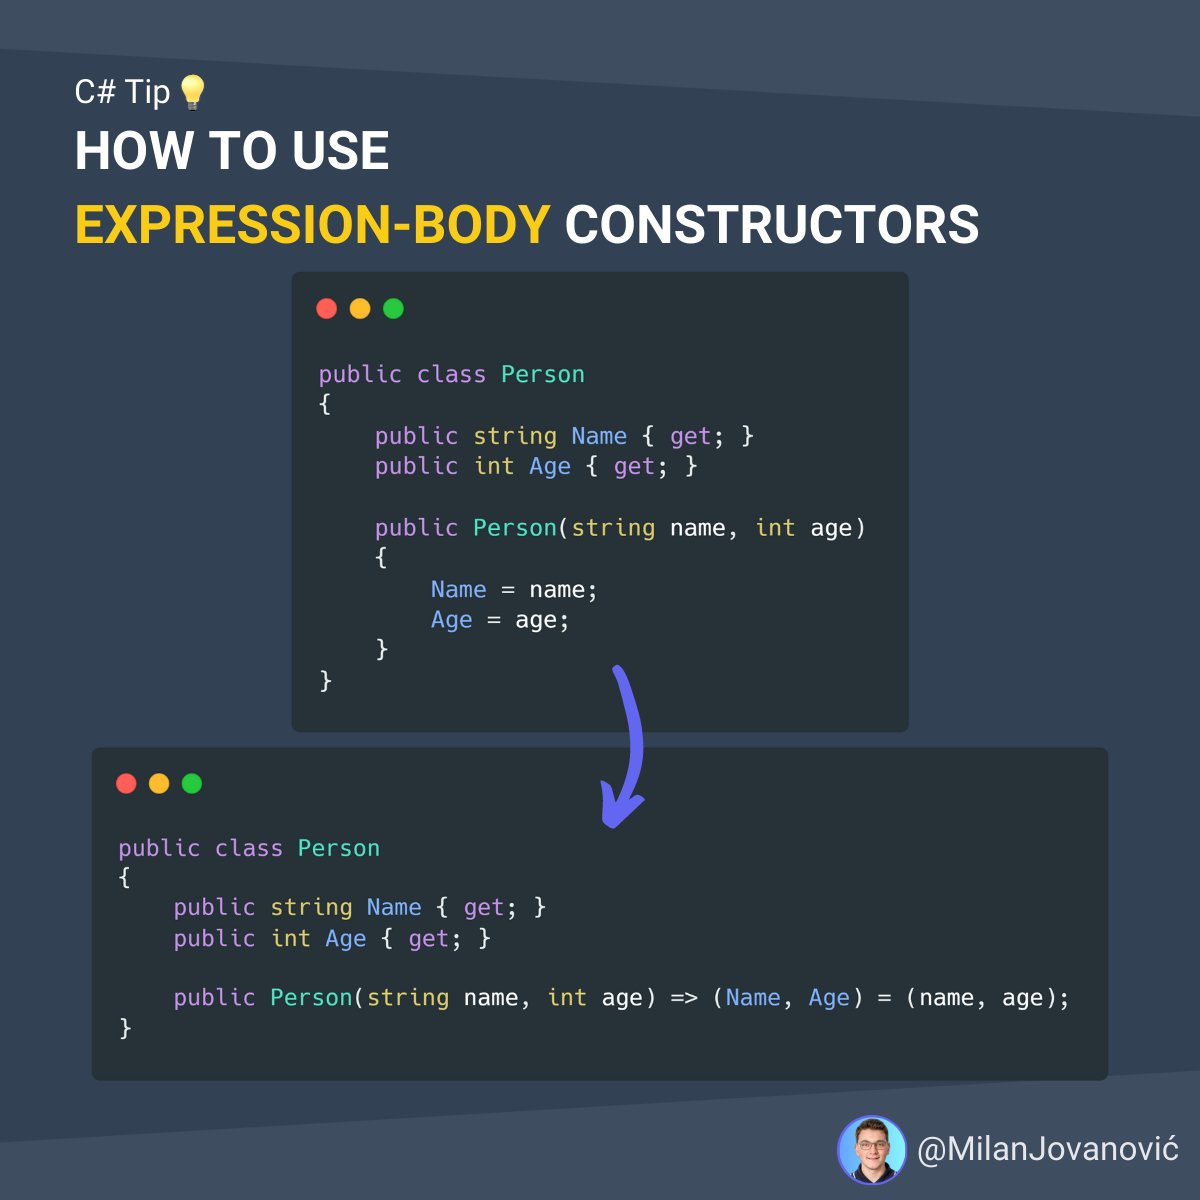 C# Tip💡
HOW TO USE
EXPRESSION-BODY CONSTRUCTORS
public class Person
{
    public string Name { get; }
    public int Age { get; }
    public Person(string name, int age)
    {
        Name = name;
        Age = age;
    }
}
public class Person
{
    public string Name { get; }
    public int Age { get; }
    public Person(string name, int age) => (Name, Age) = (name, age);
}
@MilanJovanović